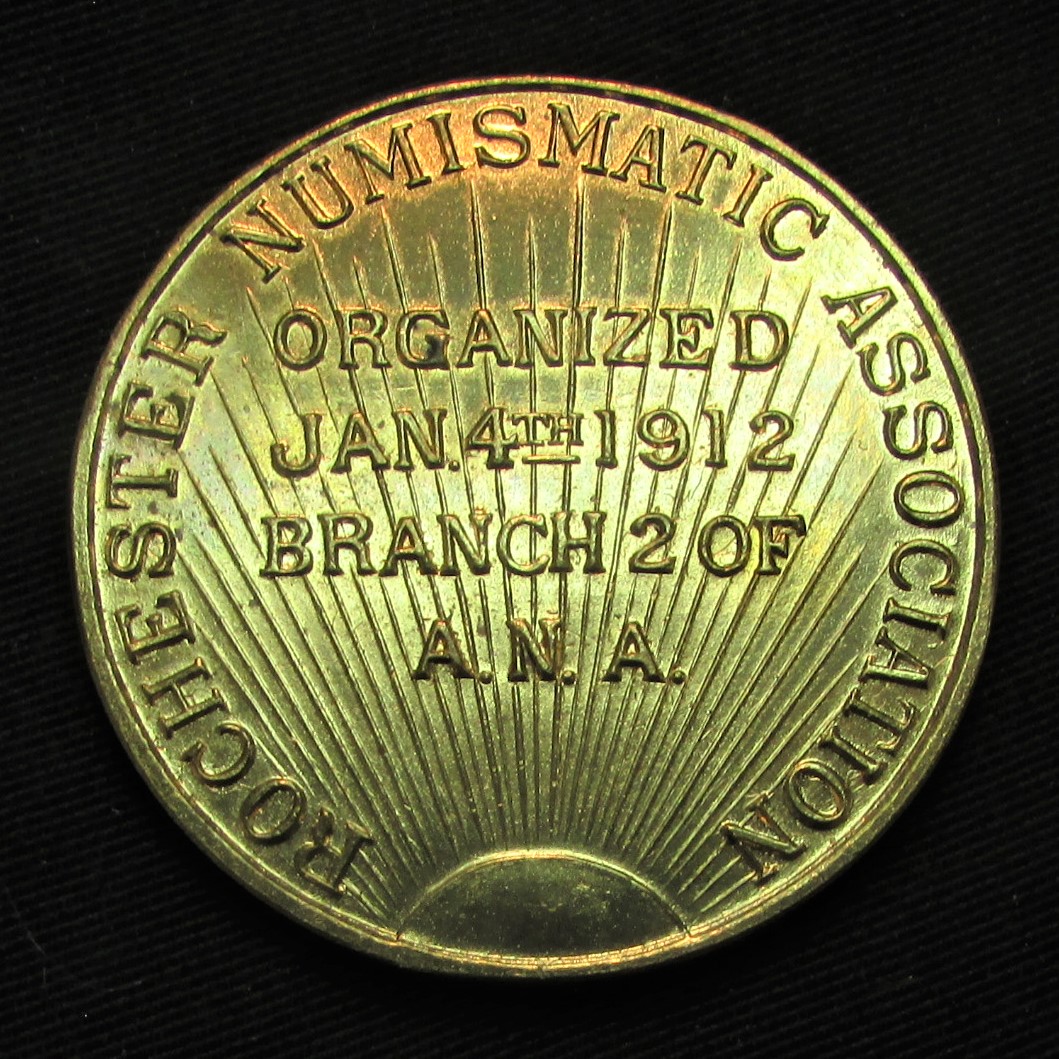 ROCHESTER NUMISMATIC ASSOCIATION
ORGANIZED
JAN. 4TH 1912
BRANCH 2 OF
A. N. A.